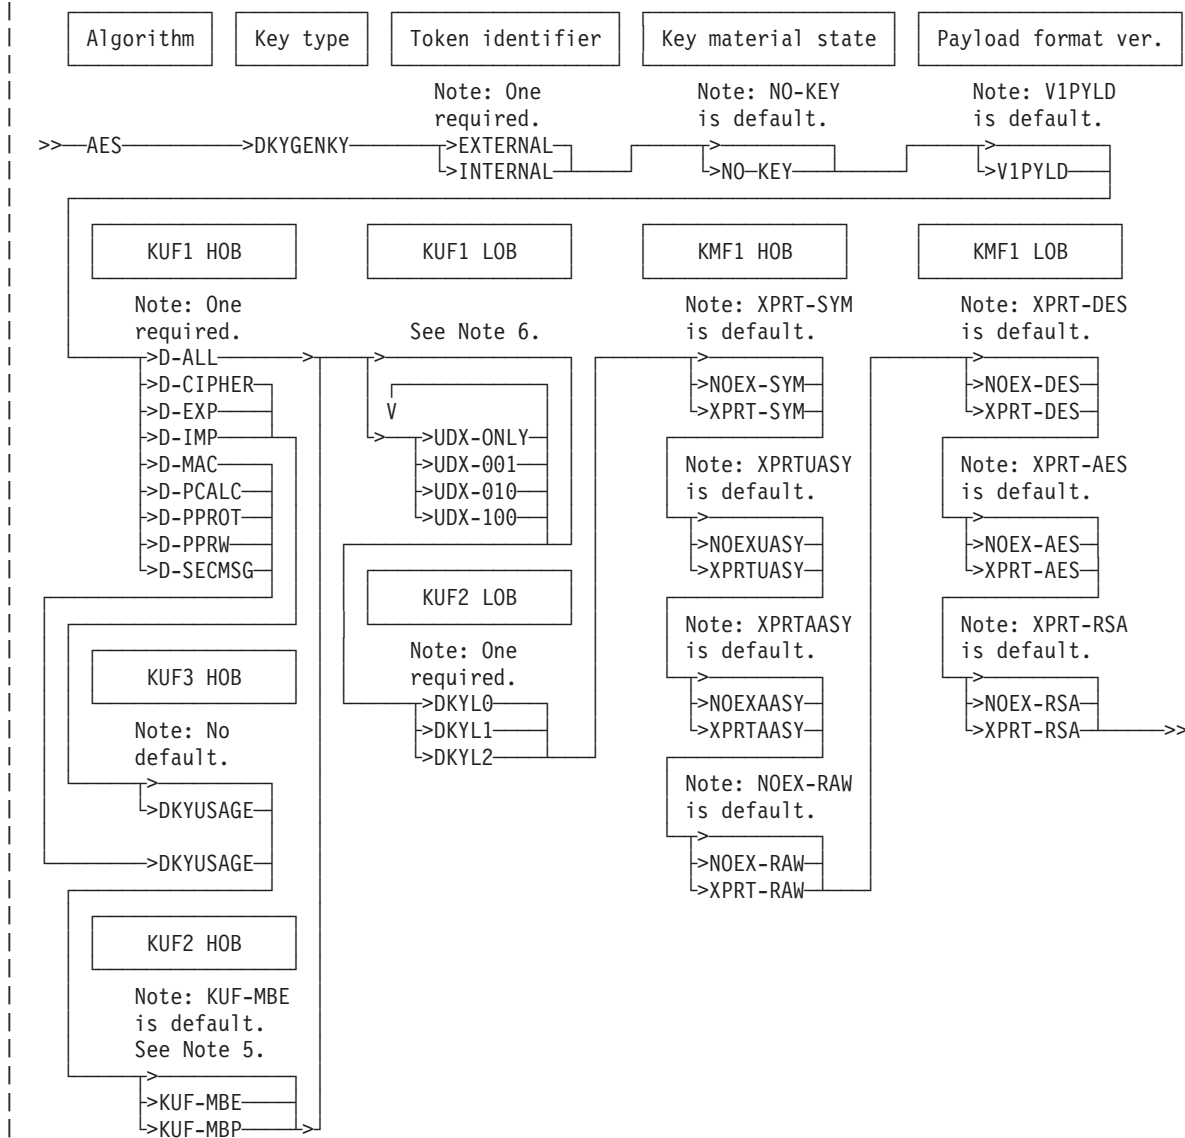 Algorithm Key type Token identifier Key material state Payload format ver.
Note: One Note: NO-KEY Note: V1PYLD
required. is default. is default.
>>—AES—>DKYGENKY—>EXTERNAL > >
>INTERNAL >NO-KEY >V1PYLD
KUF1 HOB KUF1 LOB KMF1 HOB KMF1 LOB
Note: One Note: XPRT-SYM Note: XPRT-DES
required. See Note 6. is default. is default.
>D-ALL—> > > >
>D-CIPHER >NOEX-SYM >NOEX-DES
>D-EXP V >XPRT-SYM >XPRT-DES
>D-IMP > >UDX-ONLY
>D-MAC >UDX-001 Note: XPRTUASY Note: XPRT-AES
>D-PCALC >UDX-010 is default. is default.
>D-PPROT >UDX-100 > >
>D-PPRW >NOEXUASY >NOEX-AES
>D-SECMSG >XPRTUASY >XPRT-AES
KUF2 LOB
Note: XPRTAASY Note: XPRT-RSA
Note: One is default. is default.
KUF3 HOB required. > >
>DKYL0 >NOEXAASY >NOEX-RSA
Note: No >DKYL1 >XPRTAASY >XPRT-RSA—>>
default. >DKYL2
> Note: NOEX-RAW
>DKYUSAGE is default.
>
>DKYUSAGE >NOEX-RAW
>XPRT-RAW
KUF2 HOB
Note: KUF-MBE
is default.
See Note 5.
>
>KUF-MBE
>KUF-MBP >